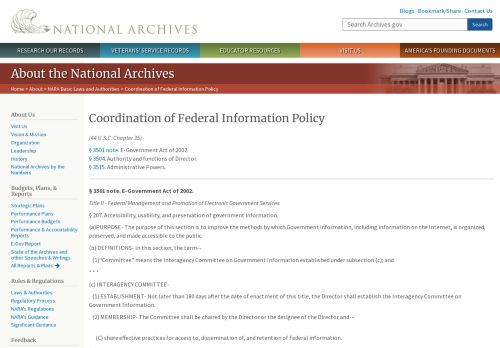 Blogs · Bookmark/Share · Contact Us
NATIONAL ARCHIVES
Search Archives.gov
Search
RESEARCH OUR RECORDS
VETERANS' SERVICE RECORDS
EDUCATOR RESOURCES
VISIT US
AMERICA'S FOUNDING DOCUMENTS
About the National Archives
Home > About > NARA Basic Laws and Authorities > Coordination of Federal Information Policy
About Us
Visit Us
Vision & Mission
Organization
Leadership
History
National Archives by the
Numbers
Budgets, Plans, &
Reports
Strategic Plans
Performance Plans
Performance Budgets
Performance & Accountability
Reports
E-Gov Report
State of the Archives and
other Speeches & Writings
All Reports & Plans →
Rules & Regulations
Laws & Authorities
Regulatory Process
NARA's Regulations
NARA's Guidance
Significant Guidance
Feedback
Coordination of Federal Information Policy
(44 U.S.C. Chapter 35)
§ 3501 note. E-Government Act of 2002.
§ 3504. Authority and functions of Director.
§ 3515. Administrative Powers.
§ 3501 note. E-Government Act of 2002.
Title II - Federal Management and Promotion of Electronic Government Services
§ 207. Accessibility, usability, and preservation of government information.
(a)PURPOSE- The purpose of this section is to improve the methods by which Government information, including information on the Internet, is organized,
preserved, and made accessible to the public.
(b) DEFINITIONS- In this section, the term--
(1)"Committee" means the Interagency Committee on Government Information established under subsection (c); and
* * *
(c) INTERAGENCY COMMITTEE-
(1) ESTABLISHMENT- Not later than 180 days after the date of enactment of this title, the Director shall establish the Interagency Committee on
Government Information.
(2) MEMBERSHIP- The Committee shall be chaired by the Director or the designee of the Director and--
(C) share effective practices for access to, dissemination of, and retention of Federal information.